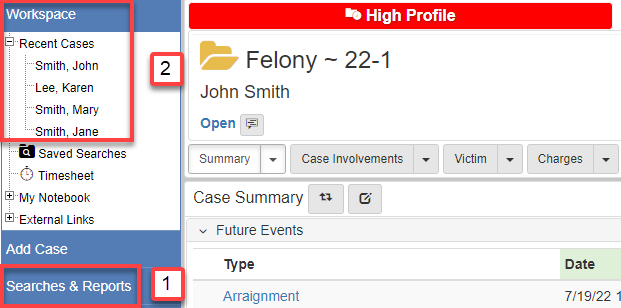 Workspace
Recent Cases
Smith, John
Lee, Karen
Smith, Mary
Smith, Jane
Saved Searches
Timesheet
My Notebook
External Links
Add Case
Searches & Reports
1
2
High Profile
Felony ~ 22-1
John Smith
Open
Summary Case Involvements Victim Charges
Case Summary
Future Events
Type Date
Arraignment 7/19/22 1